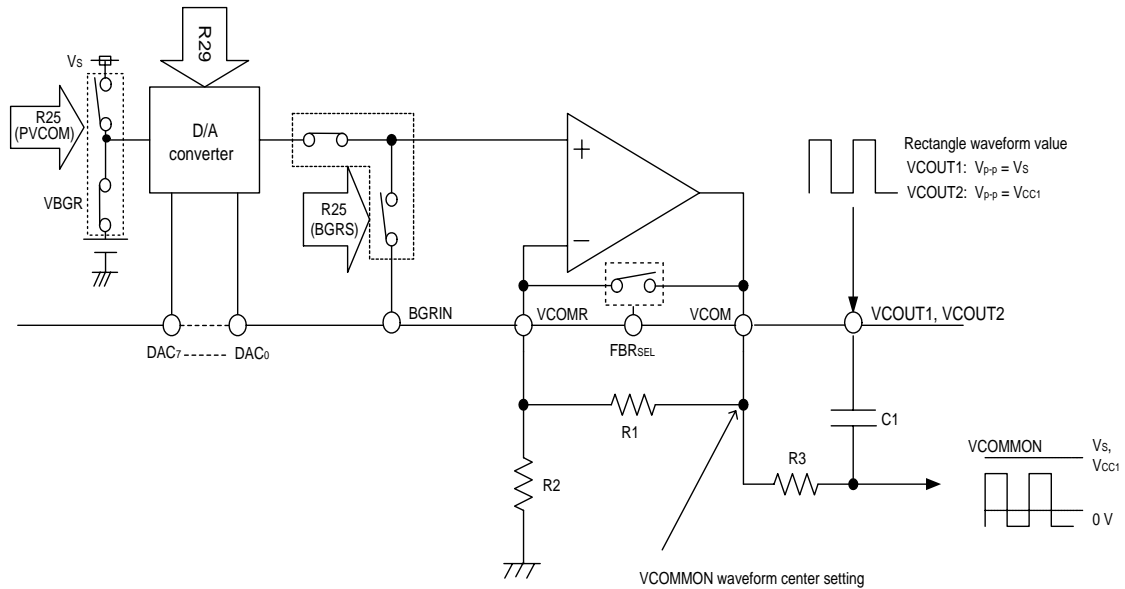 R29
VS
R25
(PVCOM)
VBGR
D/A
converter
R25
(BGRS)
+
−
Rectangle waveform value
VCOUT1: Vp-p = VS
VCOUT2: Vp-p = VCC1
BGRIN
VCOMR
VCOM
VCOUT1, VCOUT2
DAC7 ----- DAC0
FBRSEL
R1
C1
R2
R3
VCOMMON
VS,
VCC1
0 V
VCOMMON waveform center setting